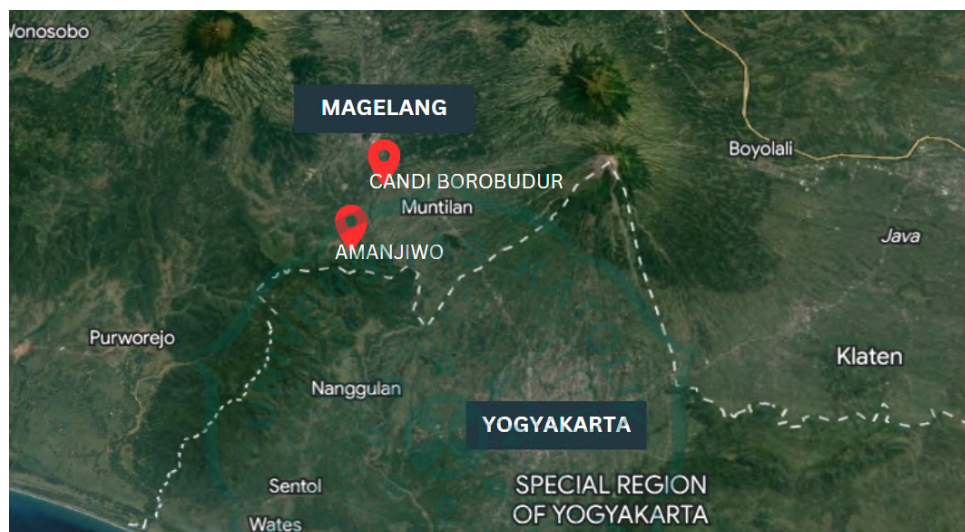 Wonosobo
MAGELANG
Boyolali
CANDI BOROBUDUR
Muntilan
Java
AMANJIWO
Purworejo
Klaten
Nanggulan
YOGYAKARTA
Sentol
SPECIAL REGION
OF YOGYAKARTA
Wates